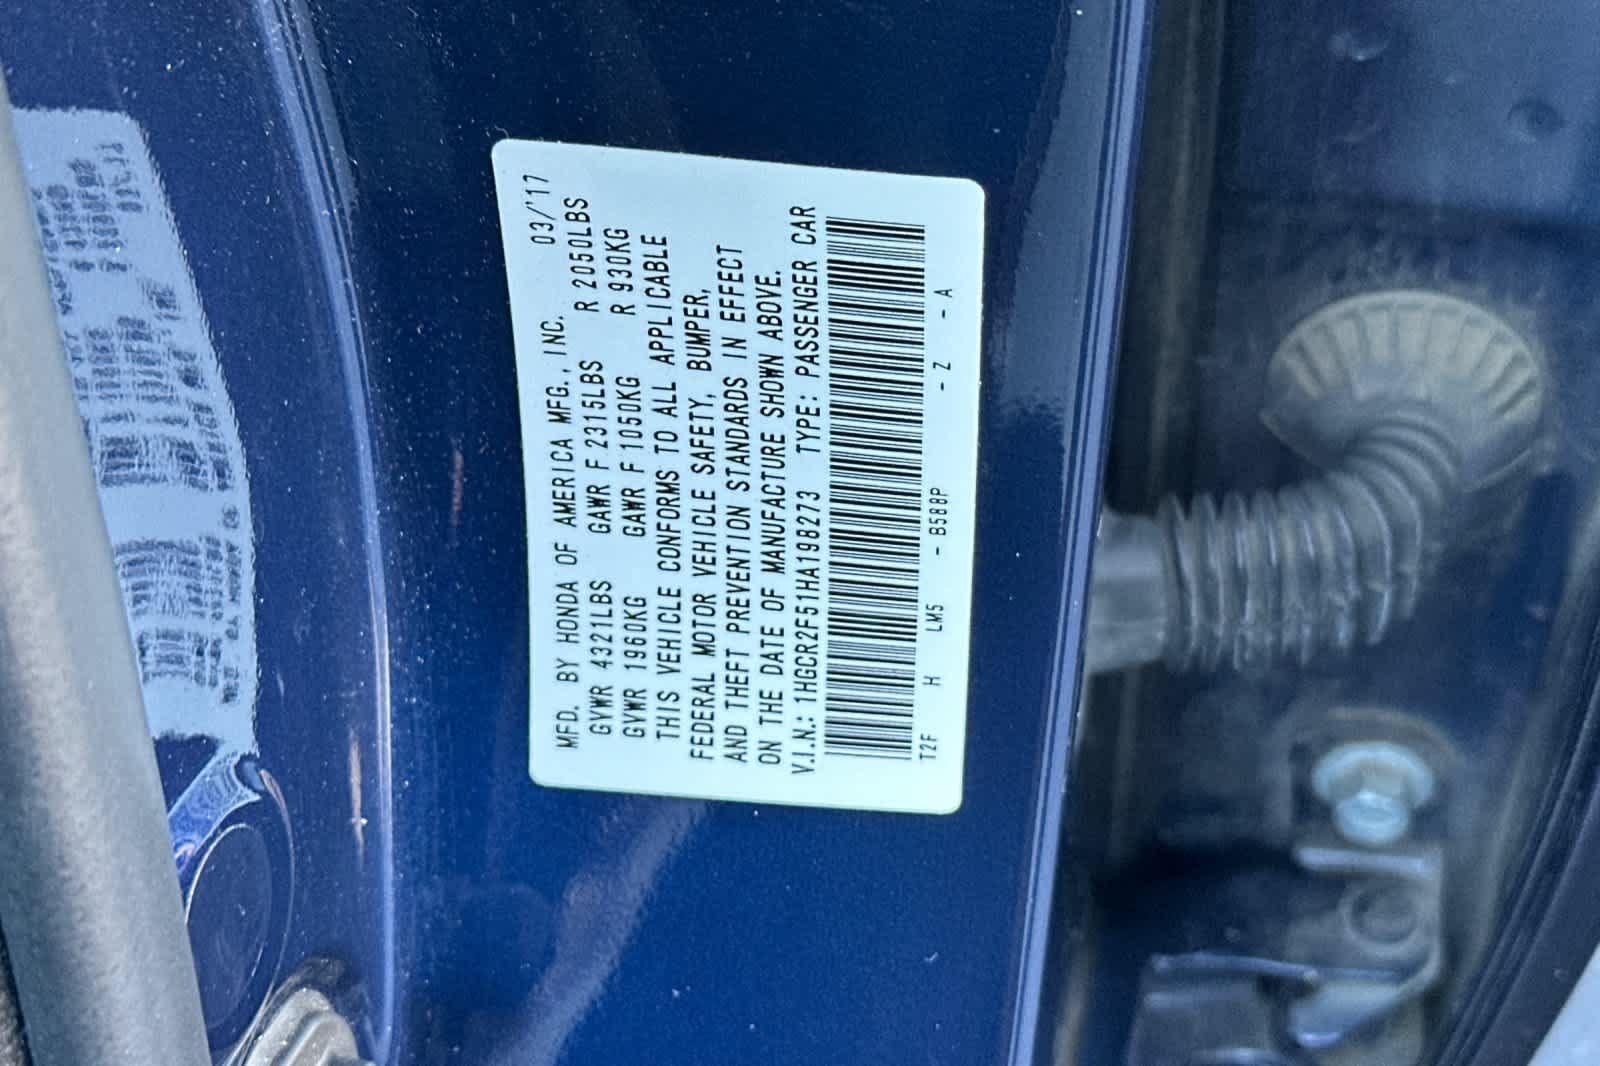 MFD. BY HONDA OF AMERICA MFG., INC. 03/'17
GVWR 4321LBS GAWR F 2315LBS R 2050LBS
GVWR 1960KG GAWR F 1050KG R 930KG
THIS VEHICLE CONFORMS TO ALL APPLICABLE
FEDERAL MOTOR VEHICLE SAFETY, BUMPER,
AND THEFT PREVENTION STANDARDS IN EFFECT
ON THE DATE OF MANUFACTURE SHOWN ABOVE.
V.I.N.: 1HGCR2F51HA198273 TYPE: PASSENGER CAR
T2F H LM5 - B588P - Z - A